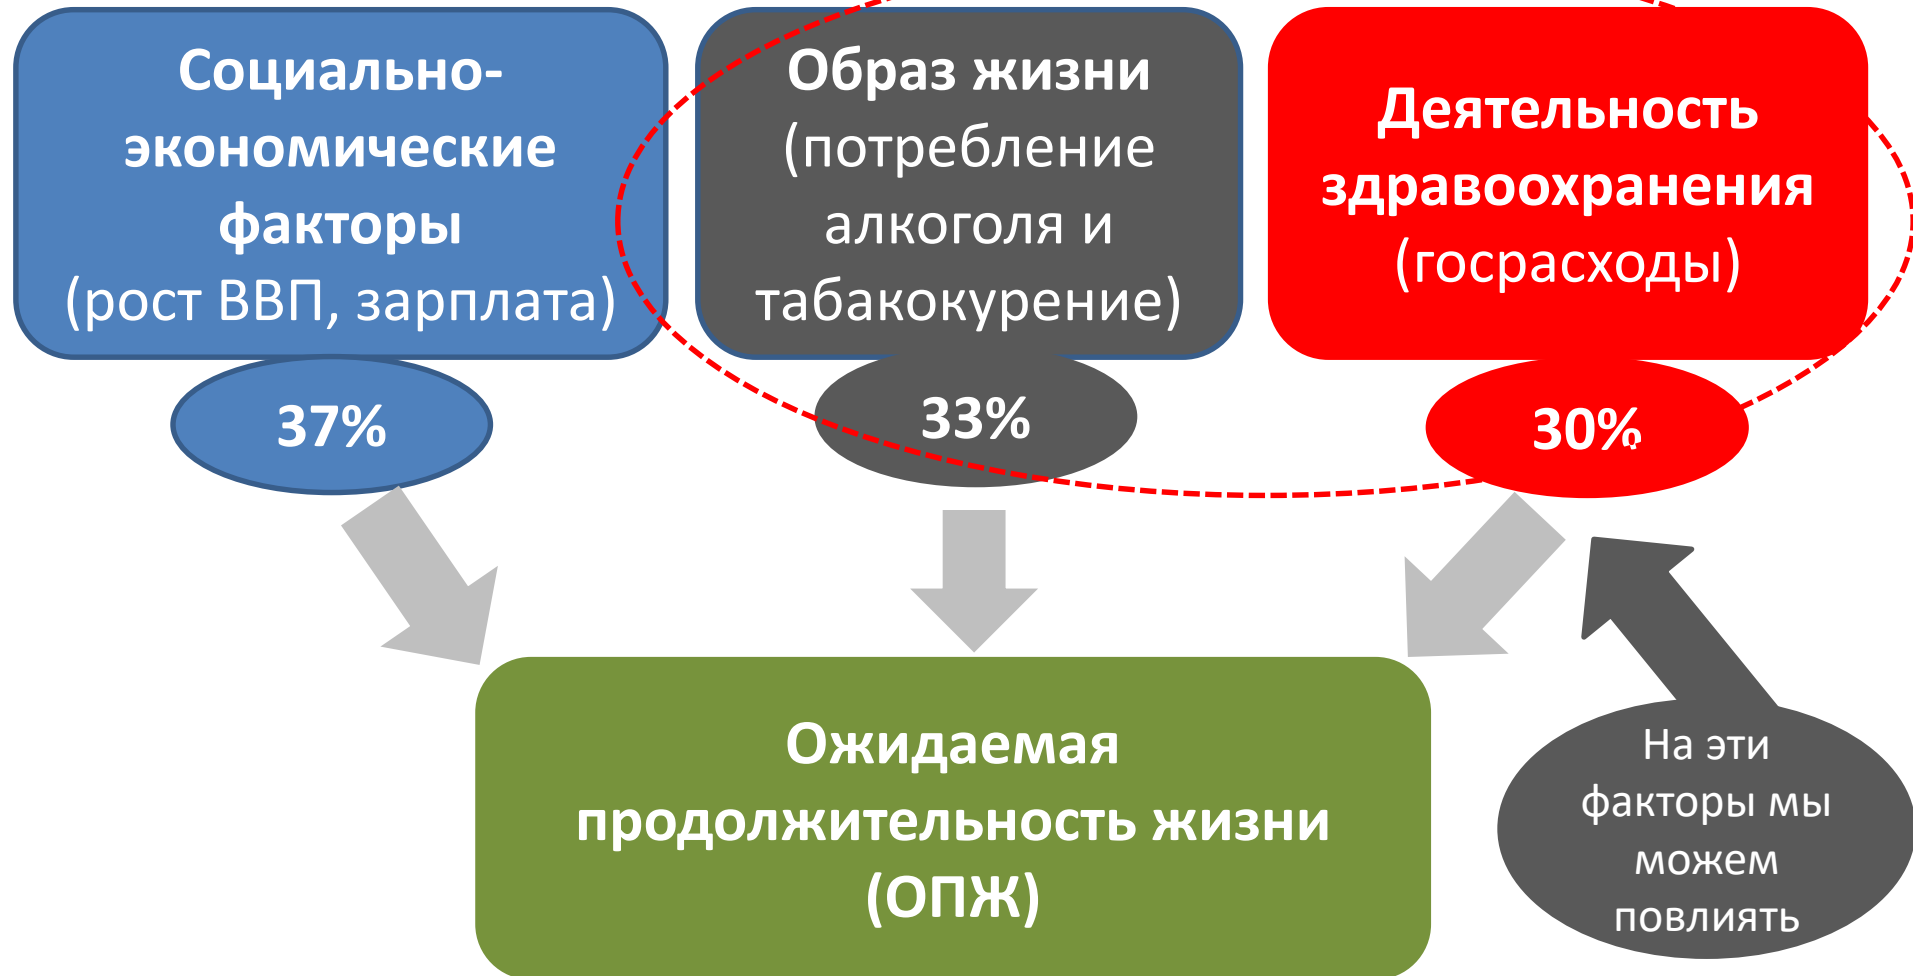 Социально-
экономические
факторы
(рост ВВП, зарплата)
37%
Образ жизни
(потребление
алкоголя и
табакокурение)
33%
Деятельность
здравоохранения
(госрасходы)
30%
Ожидаемая
продолжительность жизни
(ОПЖ)
На эти
факторы мы
можем
повлиять